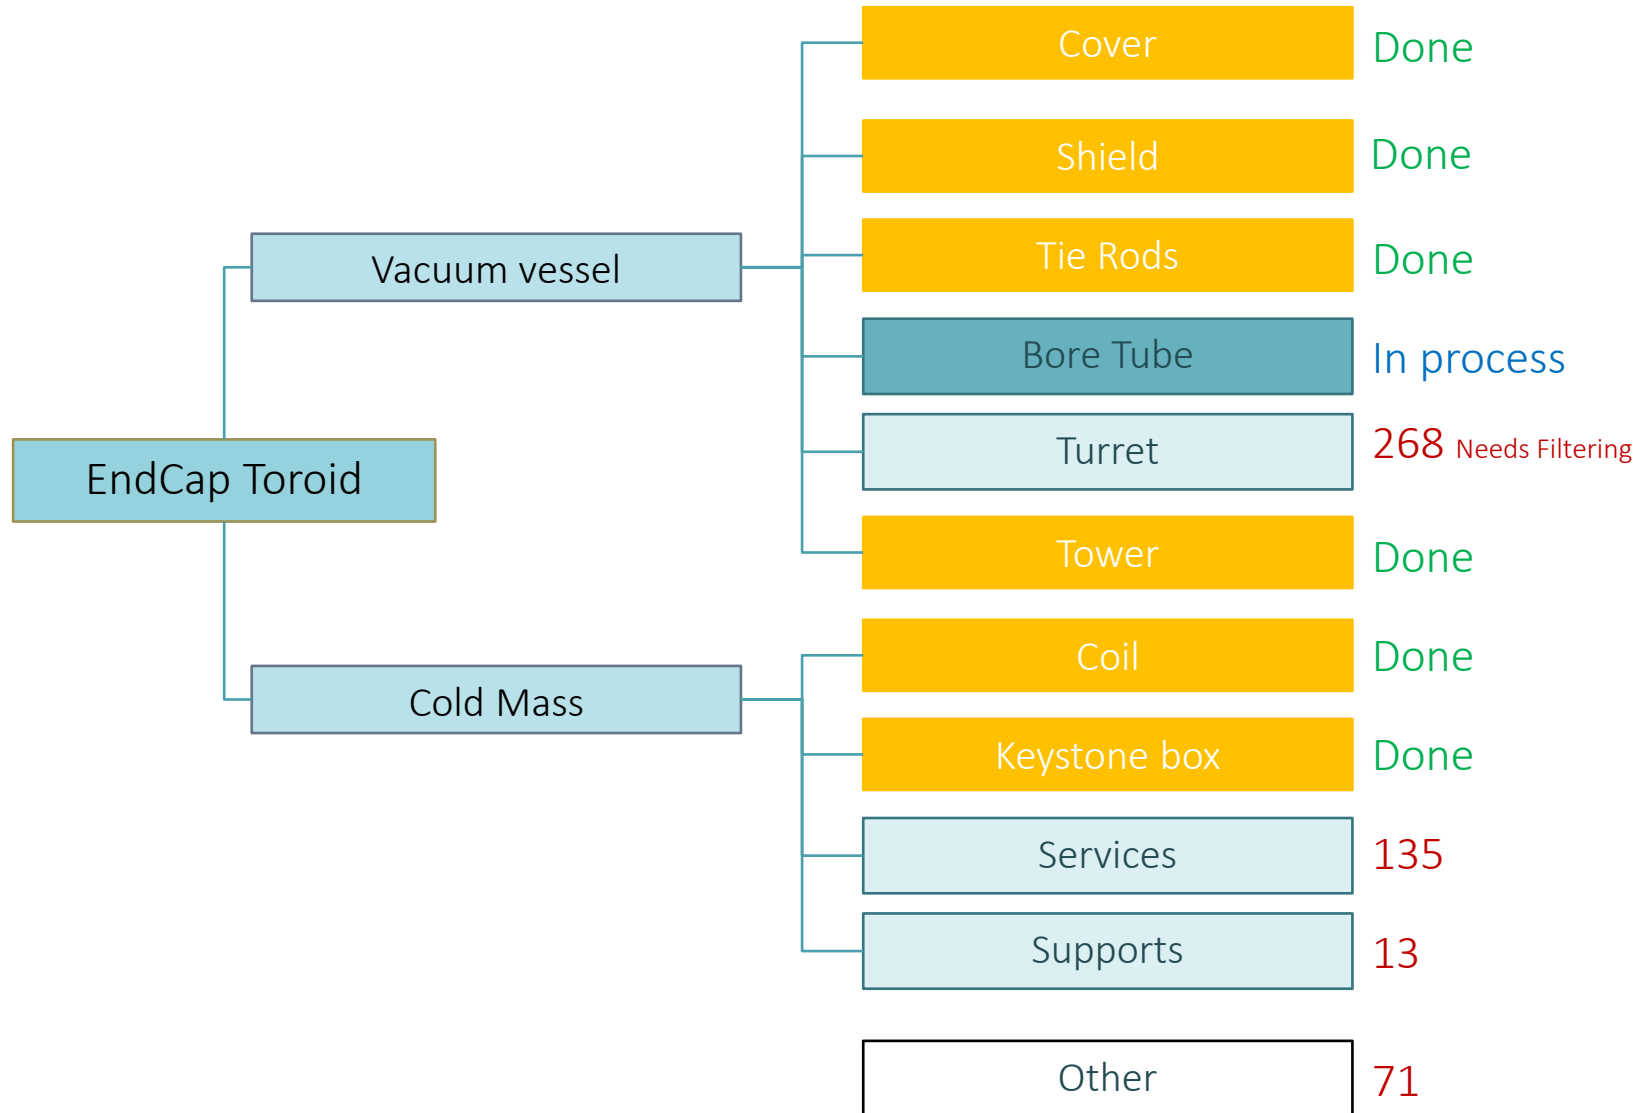 Cover Done
Shield Done
Tie Rods Done
Vacuum vessel
Bore Tube In process
Turret 268 Needs Filtering
EndCap Toroid
Tower Done
Coil Done
Cold Mass
Keystone box Done
Services 135
Supports 13
Other 71